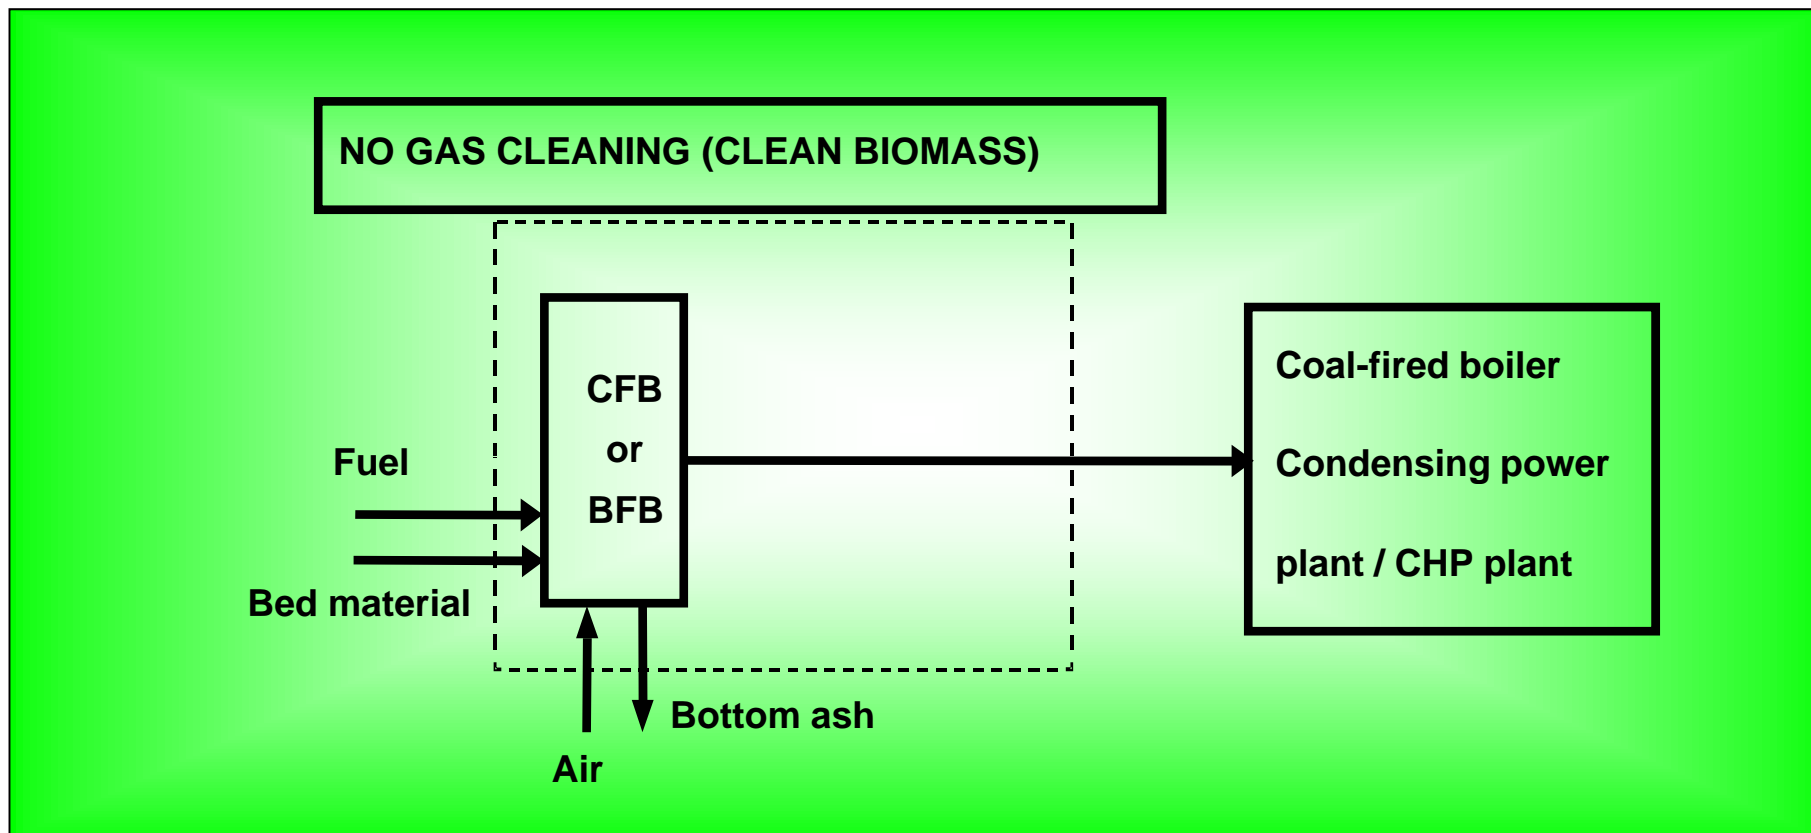 NO GAS CLEANING (CLEAN BIOMASS)
CFB
or
BFB
Fuel
Bed material
Air
Bottom ash
Coal-fired boiler
Condensing power
plant / CHP plant